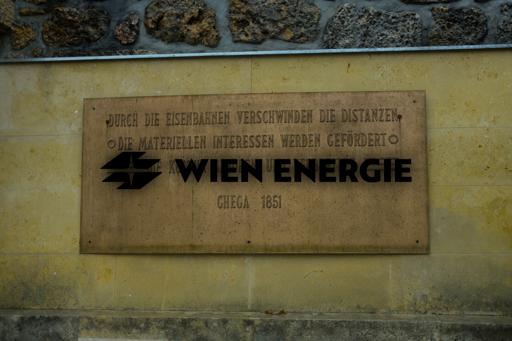 DURCH DIE EISENBAHNEN VERSCHWINDEN DIE DISTANZEN
DIE MATERIELLEN INTERESSEN WERDEN GEFÖRDERT
WIEN ENERGIE
GHEGA 1851